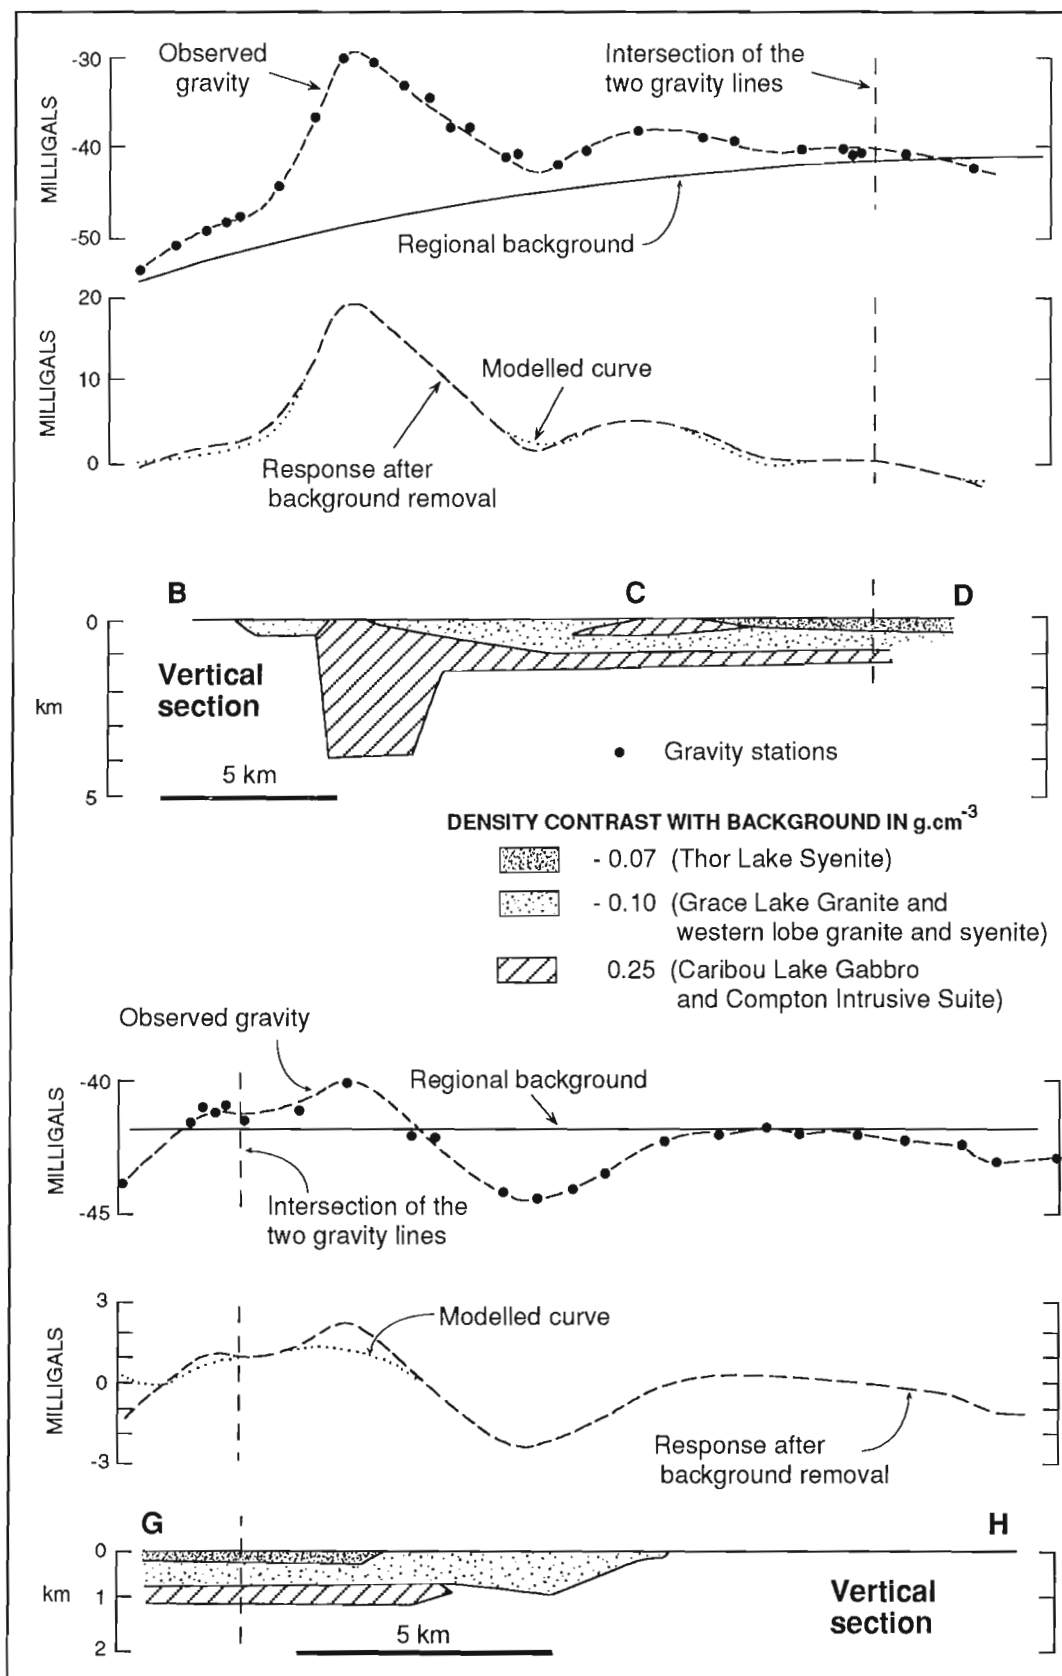 Observed
gravity
Intersection of the
two gravity lines
-30
-40
-50
MILLIGALS
Regional background
20
10
0
MILLIGALS
Modelled curve
Response after
background removal
B
C
D
0
km
5
Vertical
section
5 km
Gravity stations
DENSITY CONTRAST WITH BACKGROUND IN g.cm-3
- 0.07 (Thor Lake Syenite)
- 0.10 (Grace Lake Granite and
western lobe granite and syenite)
0.25 (Caribou Lake Gabbro
and Compton Intrusive Suite)
Observed gravity
Regional background
-40
-45
MILLIGALS
Intersection of the
two gravity lines
3
0
-3
MILLIGALS
Modelled curve
Response after
background removal
G
H
0
1
2
km
Vertical
section
5 km